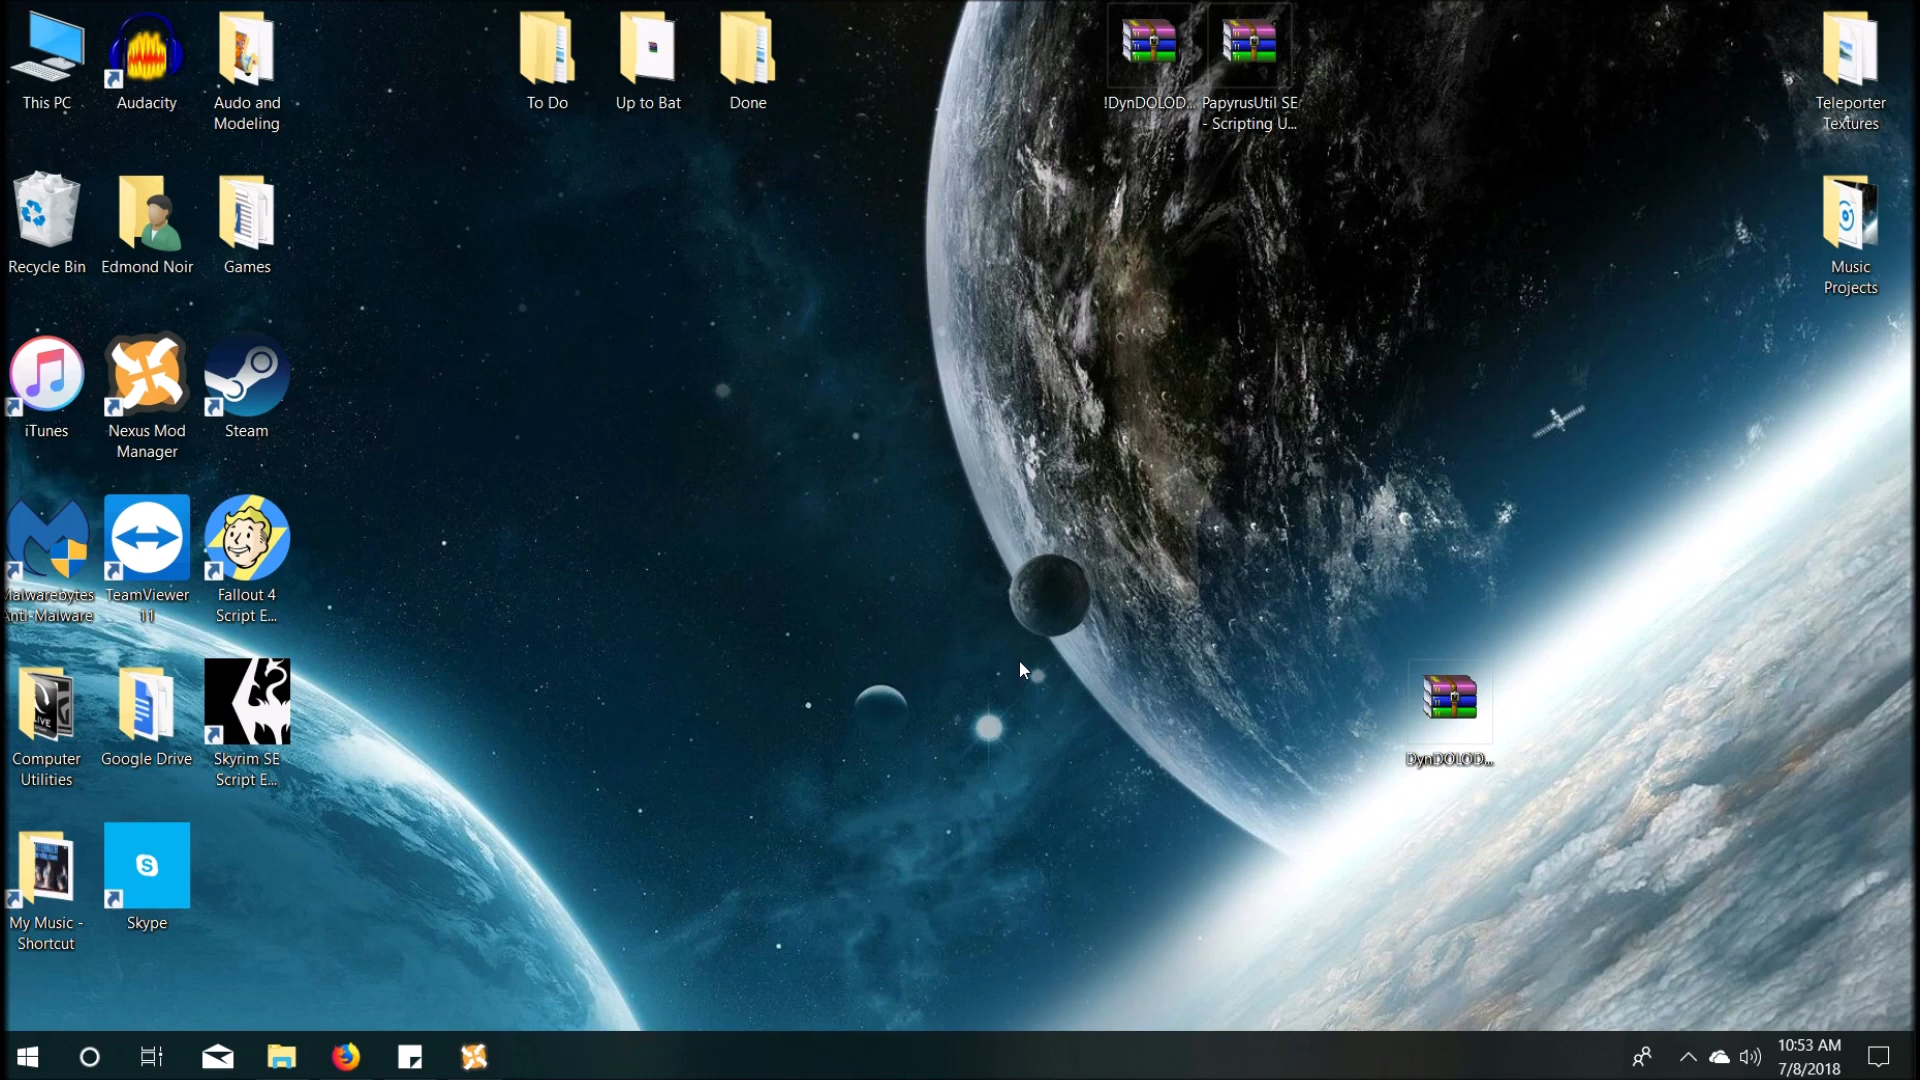 This PC
Audacity
Audo and
Modeling
To Do
Up to Bat
Done
!DynDOLOD...
PapyrusUtil SE
- Scripting U...
Teleporter
Textures
Recycle Bin
Edmond Noir
Games
Music
Projects
iTunes
Nexus Mod
Manager
Steam
Malwarebytes
Anti-Malware
TeamViewer
11
Fallout 4
Script E...
Computer
Utilities
Google Drive
Skyrim SE
Script E...
DynDOLOD...
My Music -
Shortcut
Skype
10:53 AM
7/8/2018